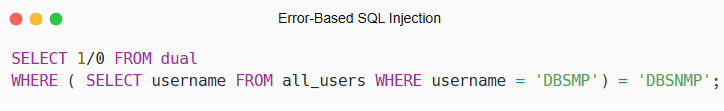 Error-Based SQL Injection
SELECT 1/0 FROM dual
WHERE ( SELECT username FROM all_users WHERE username = 'DBSMP') = 'DBSNMP';